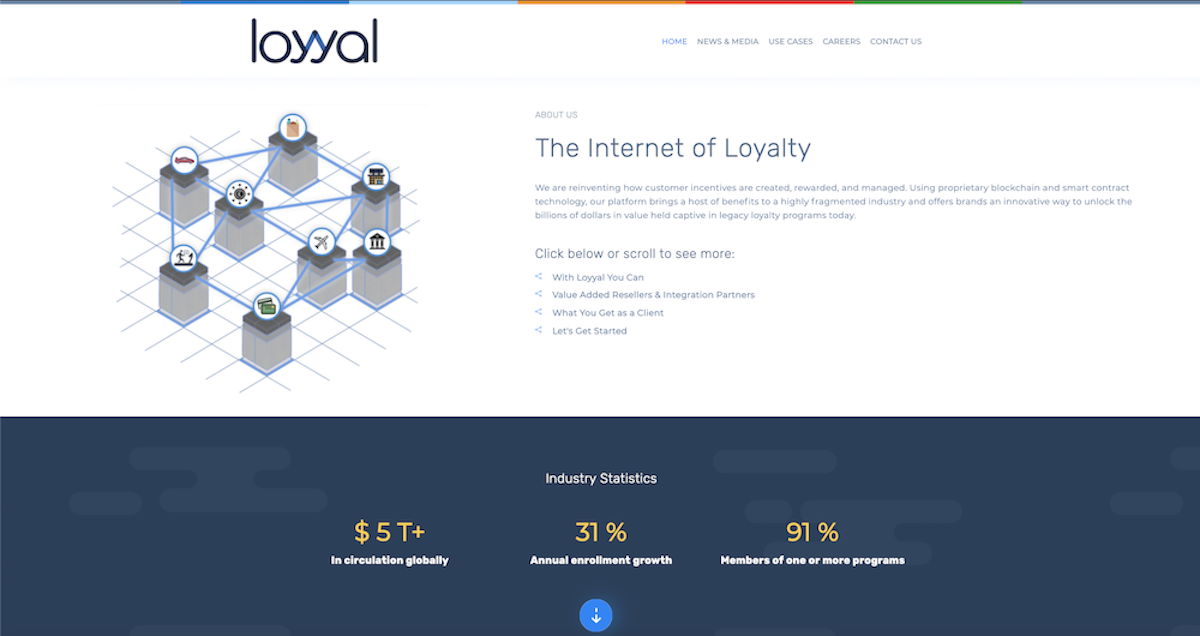 loyyal
HOME NEWS & MEDIA USE CASES CAREERS CONTACT US
ABOUT US
The Internet of Loyalty
We are reinventing how customer incentives are created, rewarded, and managed. Using proprietary blockchain and smart contract
technology, our platform brings a host of benefits to a highly fragmented industry and offers brands an innovative way to unlock the
billions of dollars in value held captive in legacy loyalty programs today.
Click below or scroll to see more:
With Loyyal You Can
Value Added Resellers & Integration Partners
What You Get as a Client
Let's Get Started
Industry Statistics
$ 5 T+ 31 % 91 %
In circulation globally Annual enrollment growth Members of one or more programs